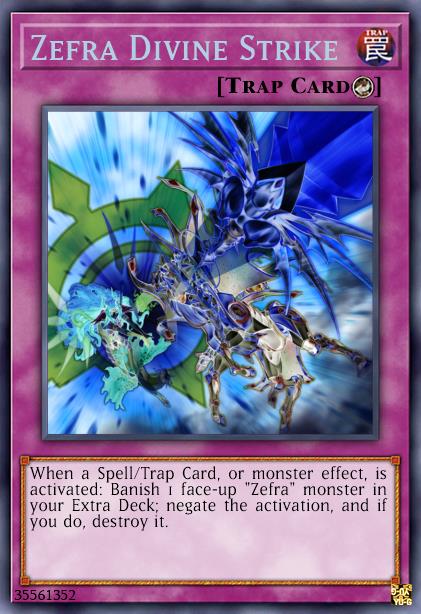 Zefra Divine Strike
TRAP
罠
[Trap Card]
When a Spell/Trap Card, or monster effect, is
activated: Banish 1 face-up "Zefra" monster in
your Extra Deck; negate the activation, and if
you do, destroy it.
35561352